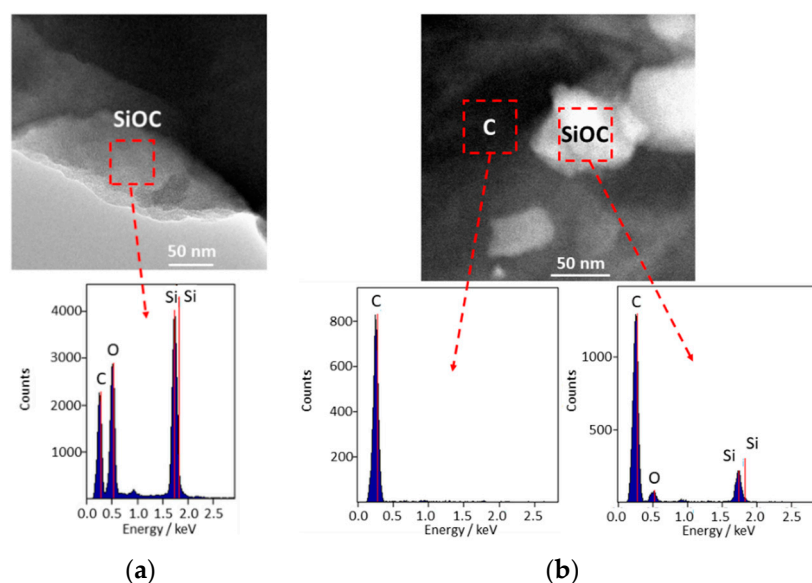 SiOC
50 nm
C
SiOC
50 nm
4000
3000
2000
1000
Counts
C
O
Si
Si
0.0 0.5 1.0 1.5 2.0 2.5
Energy / keV
800
600
400
200
Counts
C
0.0 0.5 1.0 1.5 2.0 2.5
Energy / keV
1000
500
Counts
C
O
Si
Si
0.0 0.5 1.0 1.5 2.0 2.5
Energy / keV
(a)
(b)